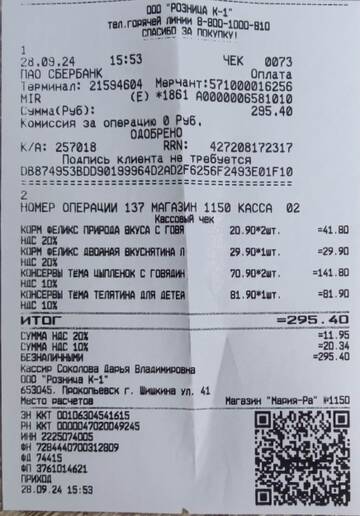 ООО "РОЗНИЦА К-1"
ТЕЛ.ГОРЯЧЕЙ ЛИНИИ 8-800-1000-810
СПАСИБО ЗА ПОКУПКУ!
1
28.09.24 15:53 ЧЕК 0073
ПАО СБЕРБАНК Оплата
Терминал: 21594604 Мерчант:571000016256
MIR (E) *1861 A0000006581010
Сумма(Руб): 295.40
Комиссия за операцию 0 Руб.
ОДОБРЕНО
К/А: 257018 RRN: 427208172317
Подпись клиента не требуется
DB874953BDD90199964D2AD2F6256F2493E01F10
2
НОМЕР ОПЕРАЦИИ 137 МАГАЗИН 1150 КАССА 02
Кассовый чек
КОРМ ФЕЛИКС ПРИРОДА ВКУСА С ГОВЯ 20.90*2шт. =41.80
НДС 20%
КОРМ ФЕЛИКС ДВОЙНАЯ ВКУСНЯТИНА Л 29.90*1шт. =29.90
НДС 20%
КОНСЕРВЫ ТЕМА ЦЫПЛЕНОК С ГОВЯДИН 70.90*2шт. =141.80
НДС 10%
КОНСЕРВЫ ТЕМА ТЕЛЯТИНА ДЛЯ ДЕТЕЙ 81.90*1шт. =81.90
НДС 10%
ИТОГ =295.40
СУММА НДС 20% =11.95
СУММА НДС 10% =20.34
БЕЗНАЛИЧНЫМИ =295.40
Кассир Соколова Дарья Владимировна
ООО "Розница К-1"
653045. Прокопьевск г. Шишкина ул. 41
Место расчетов Магазин "Мария-Ра" *1150
ЗН ККТ 00106304541615
РН ККТ 0000047020049245
ИНН 2225074005
ФН 7284440700312809
ФД 74415
ФП 3761014621
ПРИХОД
28.09.24 15:53